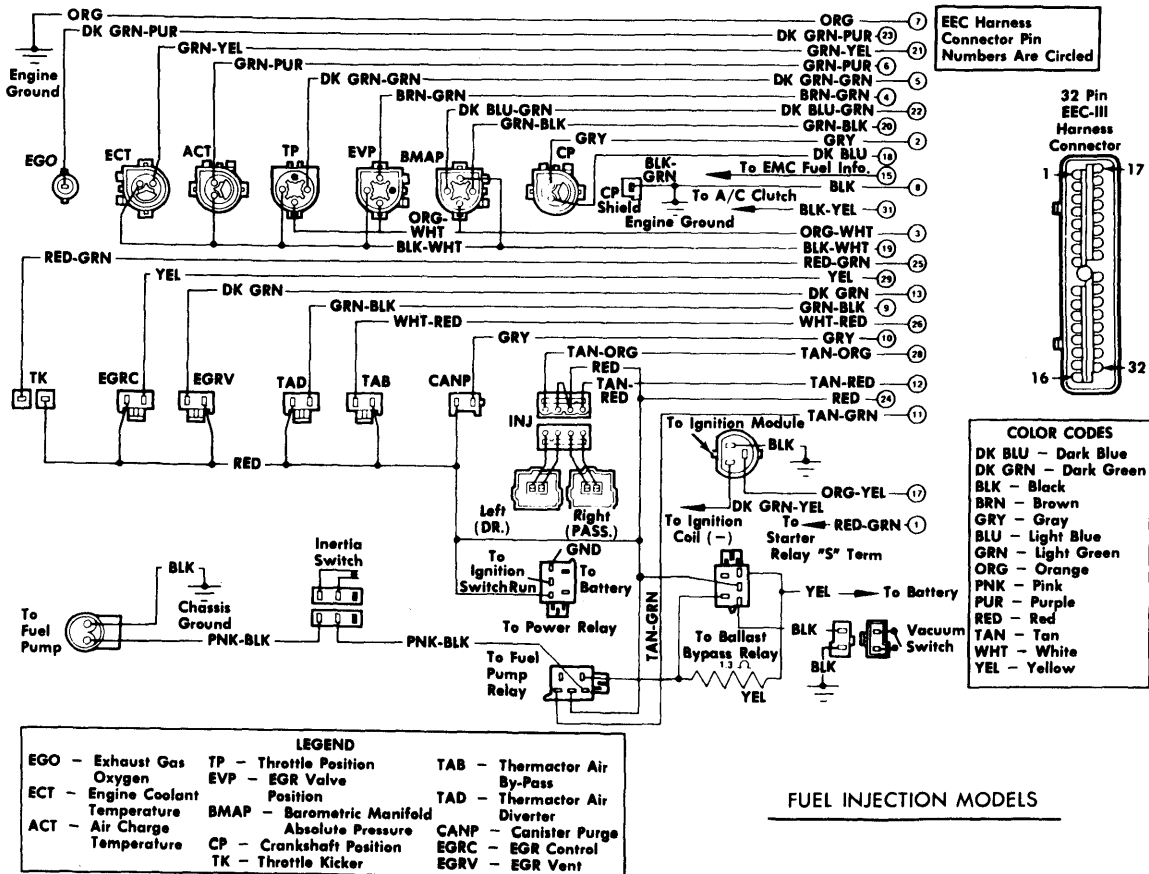 ORG
ORG
7
DK GRN-PUR
DK GRN-PUR
23
GRN-YEL
GRN-YEL
21
GRN-PUR
GRN-PUR
6
DK GRN-GRN
DK GRN-GRN
5
BRN-GRN
BRN-GRN
4
DK BLU-GRN
DK BLU-GRN
22
GRN-BLK
GRN-BLK
20
GRY
GRY
2
DK BLU
18
EEC Harness
Connector Pin
Numbers Are Circled
Engine
Ground
EGO
ECT
ACT
TP
EVP
BMAP
CP
BLK-
GRN
CP
Shield
To EMC Fuel Info.
15
BLK
8
To A/C Clutch
BLK-YEL
31
Engine Ground
ORG-
WHT
ORG-WHT
3
BLK-WHT
BLK-WHT
19
RED-GRN
RED-GRN
25
YEL
YEL
29
DK GRN
DK GRN
13
GRN-BLK
GRN-BLK
9
WHT-RED
WHT-RED
26
GRY
GRY
10
TAN-ORG
TAN-ORG
28
RED
TAN-
RED
TAN-RED
12
RED
24
TAN-GRN
11
32 Pin
EEC-III
Harness
Connector
1
17
16
32
TK
EGRC
EGRV
TAD
TAB
CANP
INJ
RED
Left
(DR.)
Right
(PASS.)
To Ignition Module
BLK
ORG-YEL
17
DK GRN-YEL
To Ignition
Coil (–)
To
Starter
Relay "S" Term
RED-GRN
1
COLOR CODES
DK BLU – Dark Blue
DK GRN – Dark Green
BLK – Black
BRN – Brown
GRY – Gray
BLU – Light Blue
GRN – Light Green
ORG – Orange
PNK – Pink
PUR – Purple
RED – Red
TAN – Tan
WHT – White
YEL – Yellow
BLK
Chassis
Ground
To
Fuel
Pump
Inertia
Switch
PNK-BLK
PNK-BLK
GND
To
Ignition
Switch Run
To
Battery
To Power Relay
TAN-GRN
To Fuel
Pump
Relay
To Ballast
Bypass Relay
1.3 Ω
YEL
YEL
To Battery
BLK
BLK
Vacuum
Switch
LEGEND
EGO – Exhaust Gas
Oxygen
ECT – Engine Coolant
Temperature
ACT – Air Charge
Temperature
TP – Throttle Position
EVP – EGR Valve
Position
BMAP – Barometric Manifold
Absolute Pressure
CP – Crankshaft Position
TK – Throttle Kicker
TAB – Thermactor Air
By-Pass
TAD – Thermactor Air
Diverter
CANP – Canister Purge
EGRC – EGR Control
EGRV – EGR Vent
FUEL INJECTION MODELS